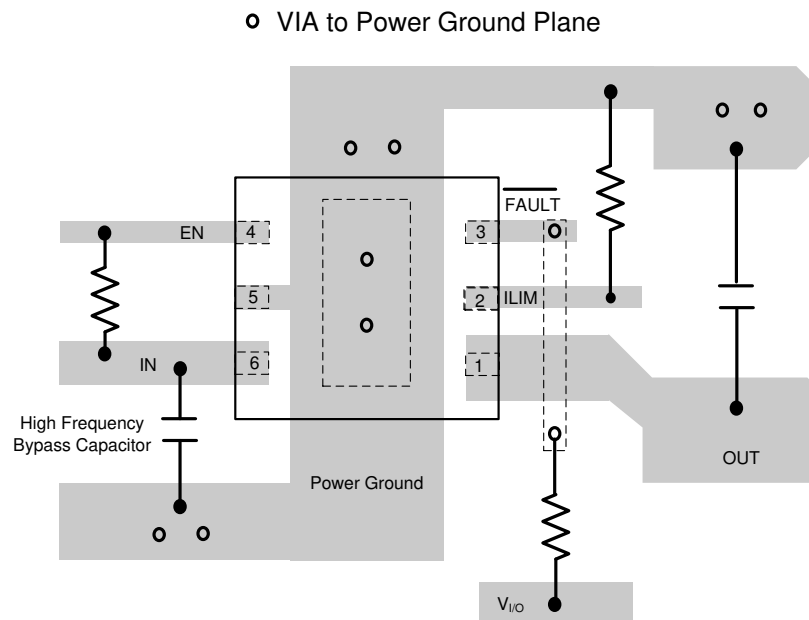 VIA to Power Ground Plane
FAULT
EN
4
3
5
2
ILIM
IN
6
1
High Frequency
Bypass Capacitor
Power Ground
OUT
VI/O